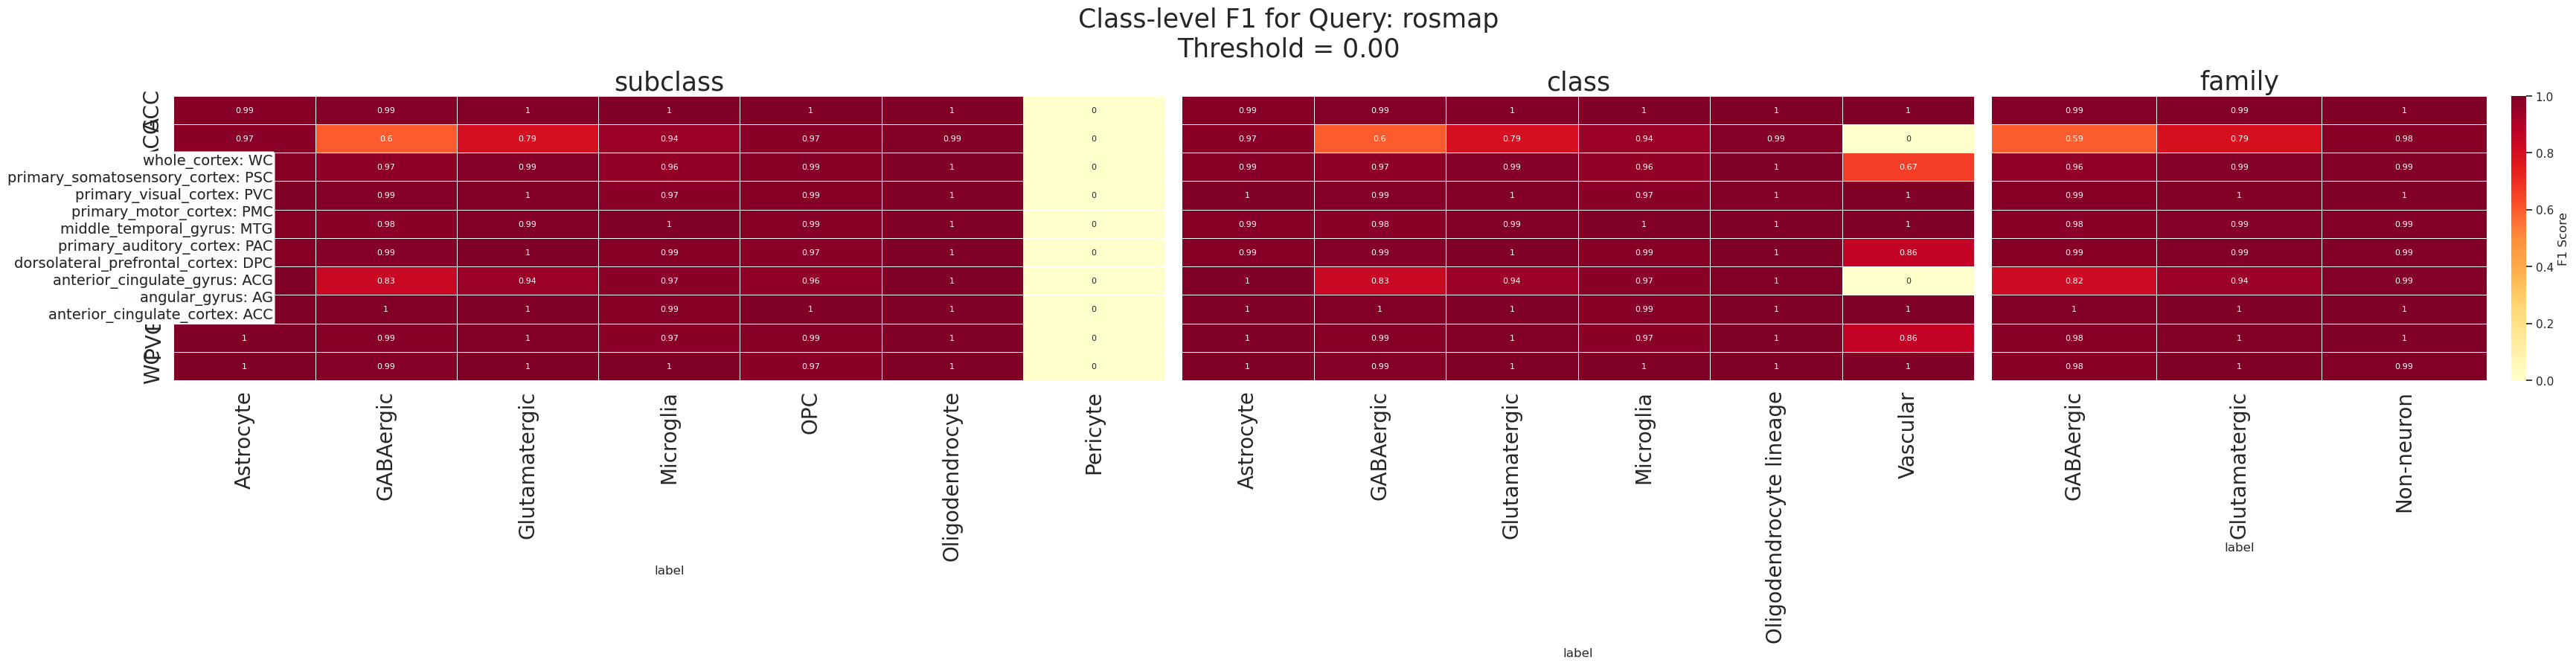 Class-level F1 for Query: rosmap
Threshold = 0.00
subclass
class
family
ACC
0.99 0.99 1 1 1 1 0
0.99 0.99 1 1 1 1
0.99 0.99 1
0.97 0.6 0.79 0.94 0.97 0.99 0
0.97 0.6 0.79 0.94 0.99 0
0.59 0.79 0.98
whole_cortex: WC
primary_somatosensory_cortex: PSC
primary_visual_cortex: PVC
primary_motor_cortex: PMC
middle_temporal_gyrus: MTG
primary_auditory_cortex: PAC
dorsolateral_prefrontal_cortex: DPC
anterior_cingulate_gyrus: ACG
angular_gyrus: AG
anterior_cingulate_cortex: ACC
0.97 0.99 0.96 0.99 1 0
0.99 0.97 0.99 0.96 1 0.67
0.96 0.99 0.99
0.99 1 0.97 0.99 1 0
1 0.99 1 0.97 1 1
0.99 1 1
0.98 0.99 1 0.99 1 0
0.99 0.98 0.99 1 1 1
0.98 0.99 0.99
0.99 1 0.99 0.97 1 0
0.99 0.99 1 0.99 1 0.86
0.99 0.99 0.99
0.83 0.94 0.97 0.96 1 0
1 0.83 0.94 0.97 1 0
0.82 0.94 0.99
1 1 0.99 1 1 0
1 1 1 0.99 1 1
1 1 1
PVC
1 0.99 1 0.97 0.99 1 0
1 0.99 1 0.97 1 0.86
0.98 1 1
WC
1 0.99 1 1 0.97 1 0
1 0.99 1 1 1 1
0.98 1 0.99
Astrocyte
GABAergic
Glutamatergic
Microglia
OPC
Oligodendrocyte
Pericyte
label
Astrocyte
GABAergic
Glutamatergic
Microglia
Oligodendrocyte lineage
Vascular
label
GABAergic
Glutamatergic
Non-neuron
label
1.0
0.8
0.6
0.4
0.2
0.0
F1 Score